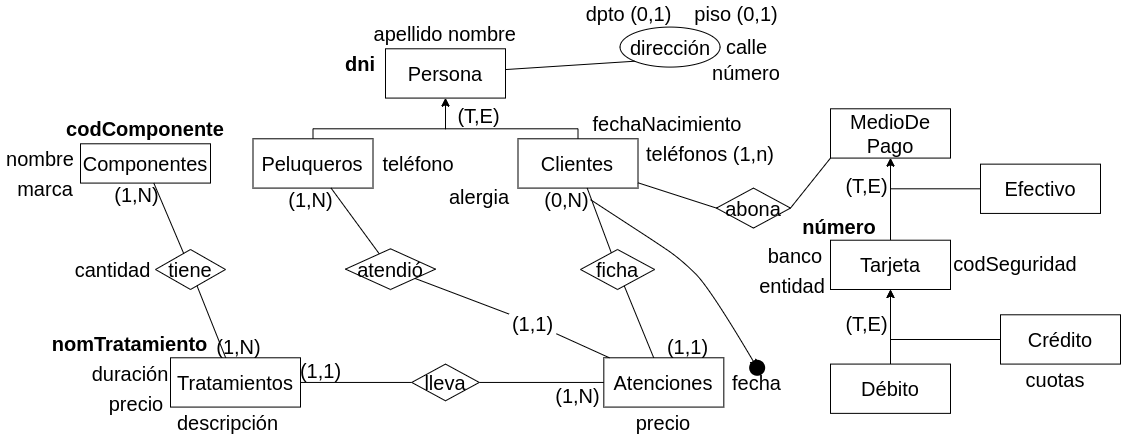 dpto (0,1) piso (0,1)
apellido nombre
dirección calle
dni Persona número
(T,E)
codComponente fechaNacimiento MedioDe
Pago
nombre Componentes Peluqueros teléfono Clientes teléfonos (1,n)
marca (1,N) (1,N) alergia (0,N) abona (T,E) Efectivo
número
cantidad tiene atendió ficha banco Tarjeta codSeguridad
entidad
(1,1) (T,E)
nomTratamiento (1,N) (1,1) Crédito
duración Tratamientos (1,1) lleva (1,N) Atenciones fecha Débito cuotas
precio
descripción precio